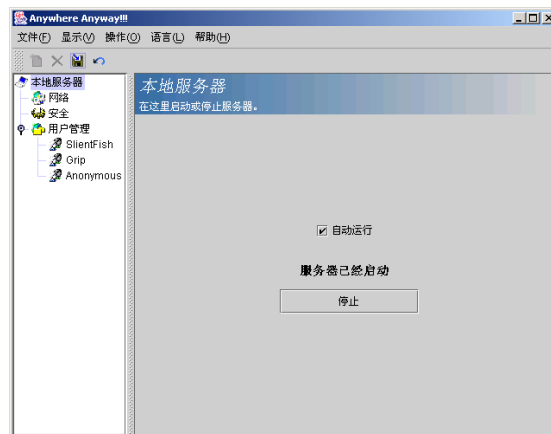 Anywhere Anyway!!!
文件(F) 显示(V) 操作(O) 语言(L) 帮助(H)
本地服务器
网络
安全
用户管理
SlientFish
Grip
Anonymous
本地服务器
在这里启动或停止服务器。
自动运行
服务器已经启动
停止